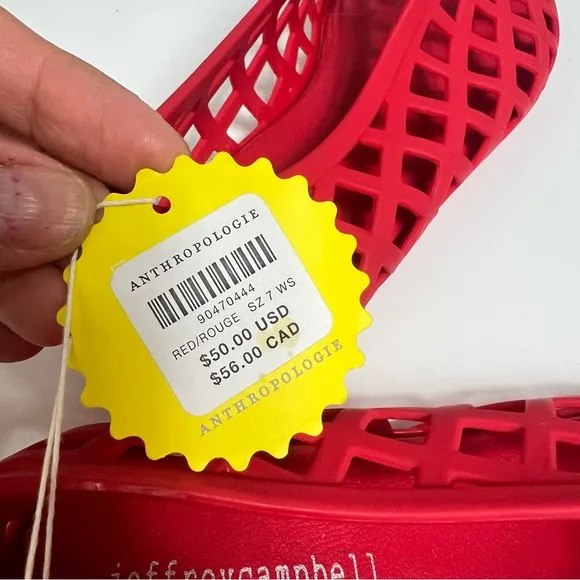 ANTHROPOLOGIE
90470444
RED/ROUGE SZ 7 WS
$50.00 USD
$56.00 CAD
ANTHROPOLOGIE
jeffreycampbell